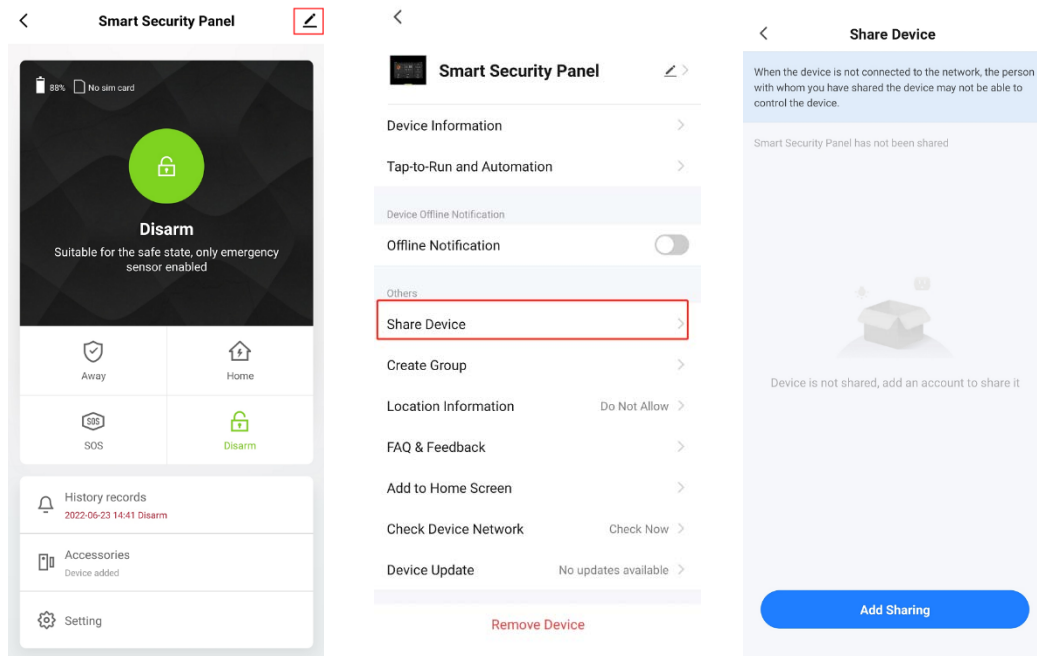 Smart Security Panel
88%
No sim card
Disarm
Suitable for the safe state, only emergency
sensor enabled
Away
Home
SOS
SOS
Disarm
History records
2022-06-23 14:41 Disarm
Accessories
Device added
Setting
Smart Security Panel
Device Information
Tap-to-Run and Automation
Device Offline Notification
Offline Notification
Others
Share Device
Create Group
Location Information
Do Not Allow
FAQ & Feedback
Add to Home Screen
Check Device Network
Check Now
Device Update
No updates available
Remove Device
Share Device
When the device is not connected to the network, the person
with whom you have shared the device may not be able to
control the device.
Smart Security Panel has not been shared
Device is not shared, add an account to share it
Add Sharing